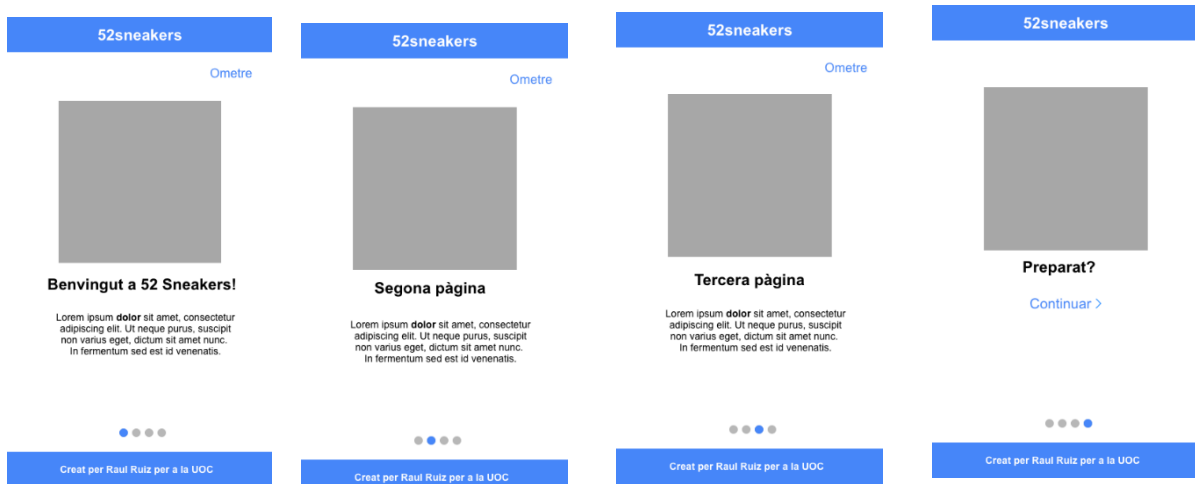 52sneakers
Ometre
Benvingut a 52 Sneakers!
Lorem ipsum dolor sit amet, consectetur
adipiscing elit. Ut neque purus, suscipit
non varius eget, dictum sit amet nunc.
In fermentum sed est id venenatis.
Creat per Raul Ruiz per a la UOC
52sneakers
Ometre
Segona pàgina
Lorem ipsum dolor sit amet, consectetur
adipiscing elit. Ut neque purus, suscipit
non varius eget, dictum sit amet nunc.
In fermentum sed est id venenatis.
Creat per Raul Ruiz per a la UOC
52sneakers
Ometre
Tercera pàgina
Lorem ipsum dolor sit amet, consectetur
adipiscing elit. Ut neque purus, suscipit
non varius eget, dictum sit amet nunc.
In fermentum sed est id venenatis.
Creat per Raul Ruiz per a la UOC
52sneakers
Preparat?
Continuar >
Creat per Raul Ruiz per a la UOC